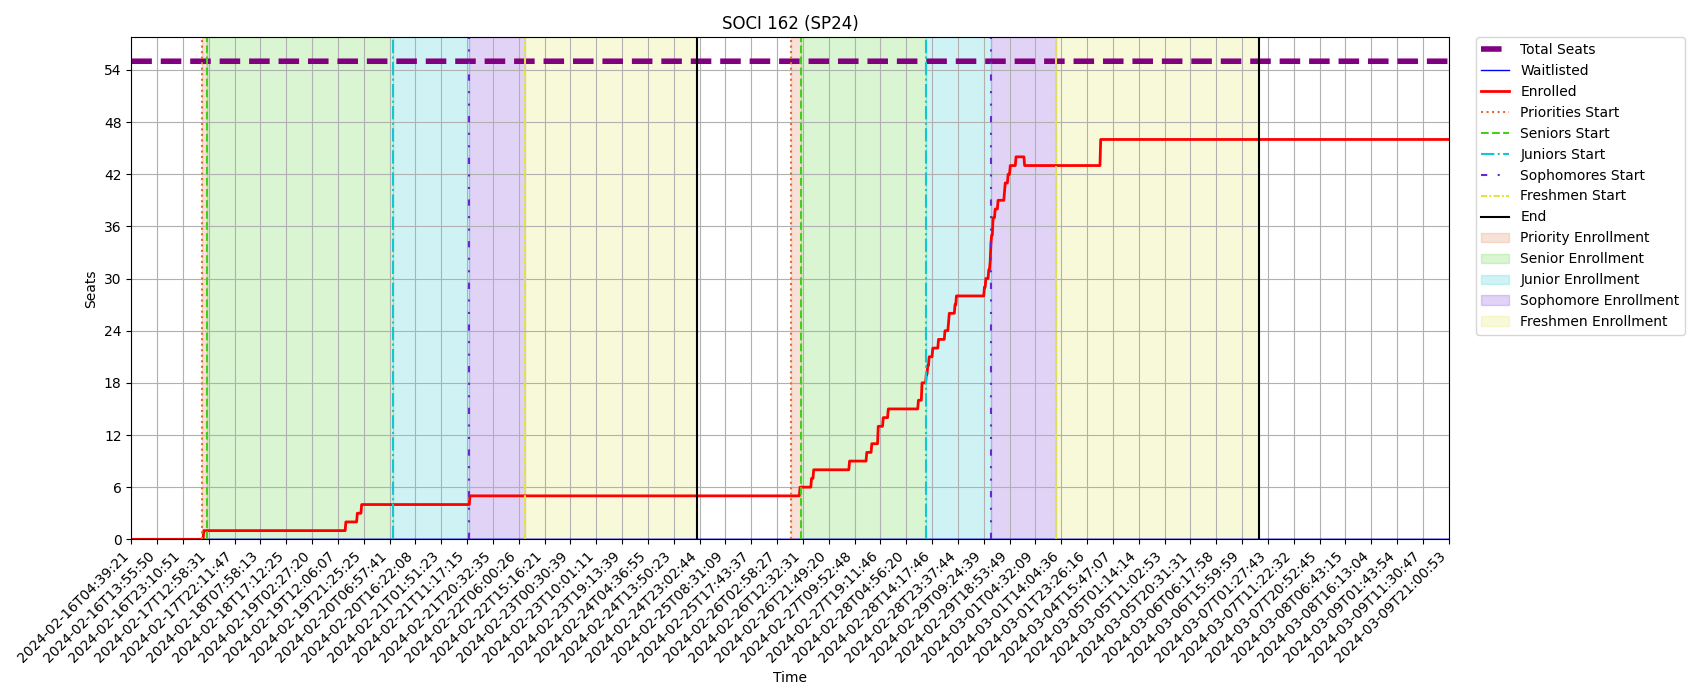 SOCI 162 (SP24)
Seats
54
48
42
36
30
24
18
12
6
0
2024-02-16T04:39:21
2024-02-16T13:55:50
2024-02-16T23:10:51
2024-02-17T12:58:31
2024-02-17T22:11:47
2024-02-18T07:58:13
2024-02-18T17:12:25
2024-02-19T02:27:20
2024-02-19T12:06:07
2024-02-19T21:25:25
2024-02-20T06:57:41
2024-02-20T16:22:08
2024-02-21T01:51:23
2024-02-21T11:17:15
2024-02-21T20:32:35
2024-02-22T06:00:26
2024-02-22T15:16:21
2024-02-23T00:30:39
2024-02-23T10:01:11
2024-02-23T19:13:39
2024-02-24T04:36:55
2024-02-24T13:50:23
2024-02-24T23:02:44
2024-02-25T08:31:09
2024-02-25T17:43:37
2024-02-26T02:58:27
2024-02-26T12:32:31
2024-02-26T21:49:20
2024-02-27T09:52:48
2024-02-27T19:11:46
2024-02-28T04:56:20
2024-02-28T14:17:46
2024-02-28T23:37:44
2024-02-29T09:24:39
2024-02-29T18:53:49
2024-03-01T04:32:09
2024-03-01T14:04:36
2024-03-01T23:26:16
2024-03-04T15:47:07
2024-03-05T01:14:14
2024-03-05T11:02:53
2024-03-05T20:31:31
2024-03-06T06:17:58
2024-03-06T15:59:59
2024-03-07T01:27:43
2024-03-07T11:22:32
2024-03-07T20:52:45
2024-03-08T06:43:15
2024-03-08T16:13:04
2024-03-09T01:43:54
2024-03-09T11:30:47
2024-03-09T21:00:53
Time
Total Seats
Waitlisted
Enrolled
Priorities Start
Seniors Start
Juniors Start
Sophomores Start
Freshmen Start
End
Priority Enrollment
Senior Enrollment
Junior Enrollment
Sophomore Enrollment
Freshmen Enrollment